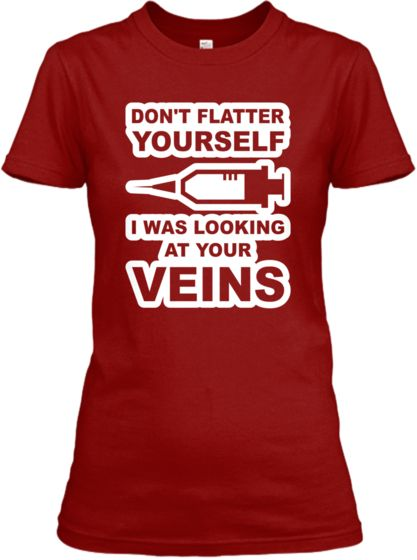 DON'T FLATTER
YOURSELF
I WAS LOOKING
AT YOUR
VEINS